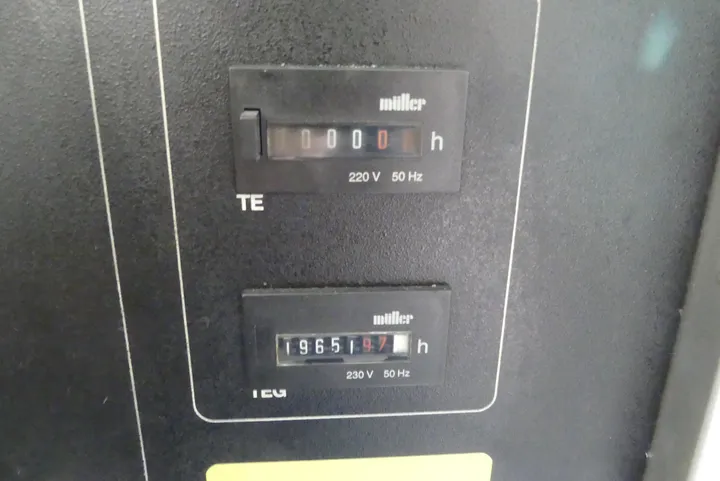 müller
0000 h
220 V 50 Hz
TE
müller
1965197 h
230 V 50 Hz
TEG